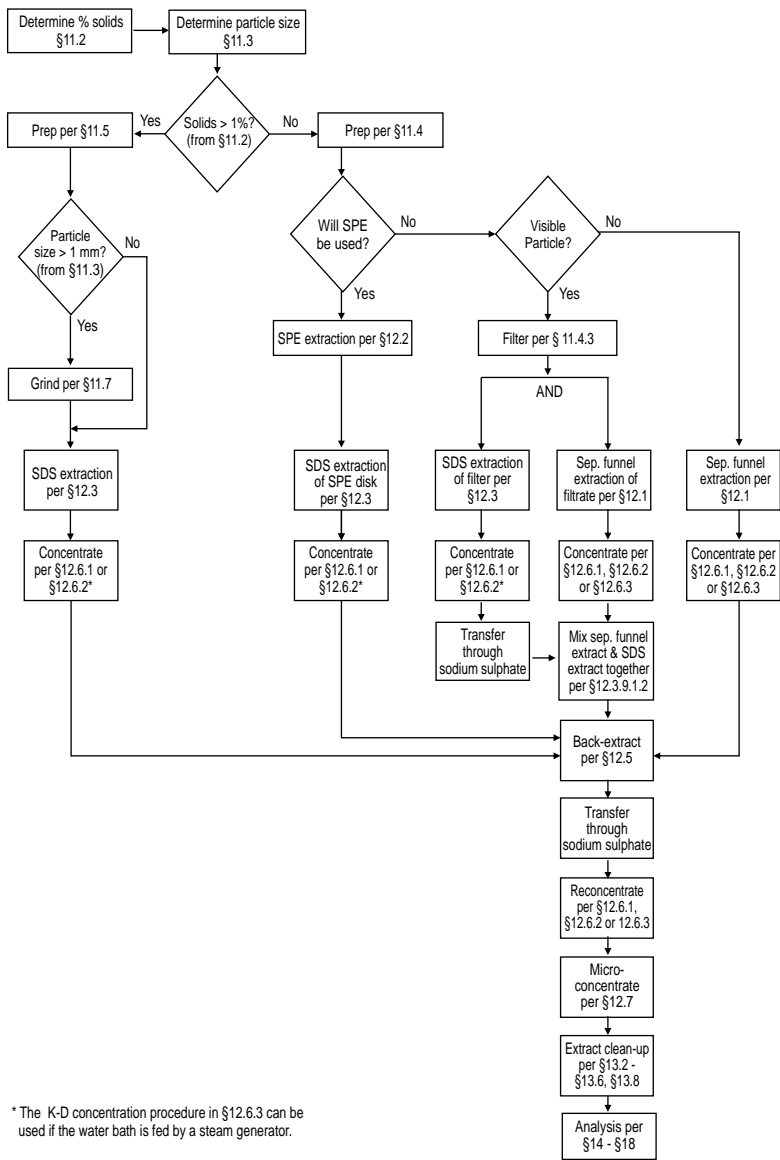 Determine % solids
§11.2
Determine particle size
§11.3
Solids > 1%?
(from §11.2)
Yes
No
Prep per §11.5
Prep per §11.4
Particle
size > 1 mm?
(from §11.3)
No
Yes
Will SPE
be used?
No
Yes
Visible
Particle?
No
Yes
Grind per §11.7
SPE extraction per §12.2
Filter per § 11.4.3
AND
SDS extraction
per §12.3
SDS extraction
of SPE disk
per §12.3
SDS extraction
of filter per
§12.3
Sep. funnel
extraction of
filtrate per §12.1
Sep. funnel
extraction per
§12.1
Concentrate
per §12.6.1 or
§12.6.2*
Concentrate
per §12.6.1 or
§12.6.2*
Concentrate
per §12.6.1 or
§12.6.2*
Concentrate per
§12.6.1, §12.6.2
or §12.6.3
Concentrate per
§12.6.1, §12.6.2
or §12.6.3
Transfer
through
sodium sulphate
Mix sep. funnel
extract & SDS
extract together
per §12.3.9.1.2
Back-extract
per §12.5
Transfer
through
sodium sulphate
Reconcentrate
per §12.6.1,
§12.6.2 or 12.6.3
Micro-
concentrate
per §12.7
Extract clean-up
per §13.2 -
§13.6, §13.8
Analysis per
§14 - §18
* The K-D concentration procedure in §12.6.3 can be
used if the water bath is fed by a steam generator.